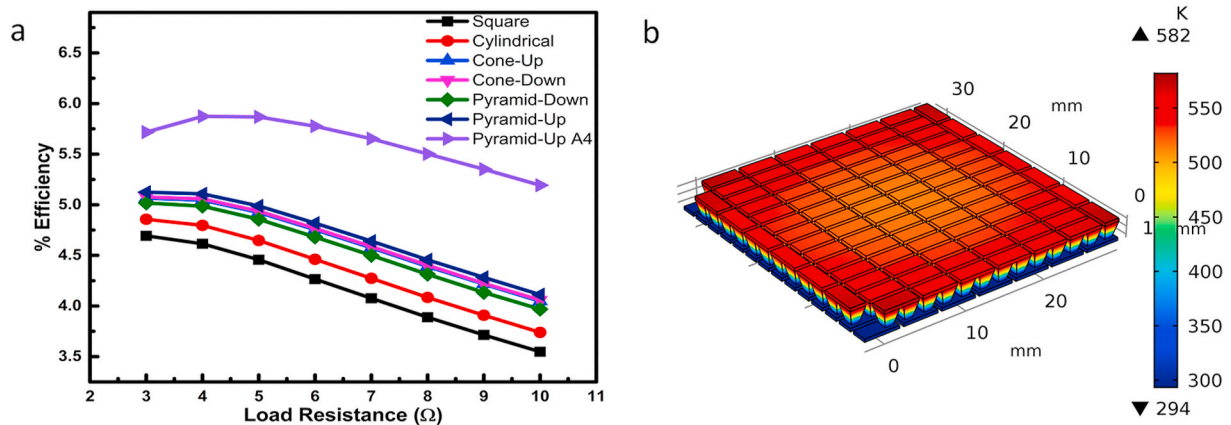 a
6.5
6.0
5.5
5.0
4.5
4.0
3.5
% Efficiency
2 3 4 5 6 7 8 9 10 11
Load Resistance (Ω)
Square
Cylindrical
Cone-Up
Cone-Down
Pyramid-Down
Pyramid-Up
Pyramid-Up A4
b
30
mm
20
10
0
1 mm
20
10
mm
0
K
▲ 582
550
500
450
400
350
300
▼ 294